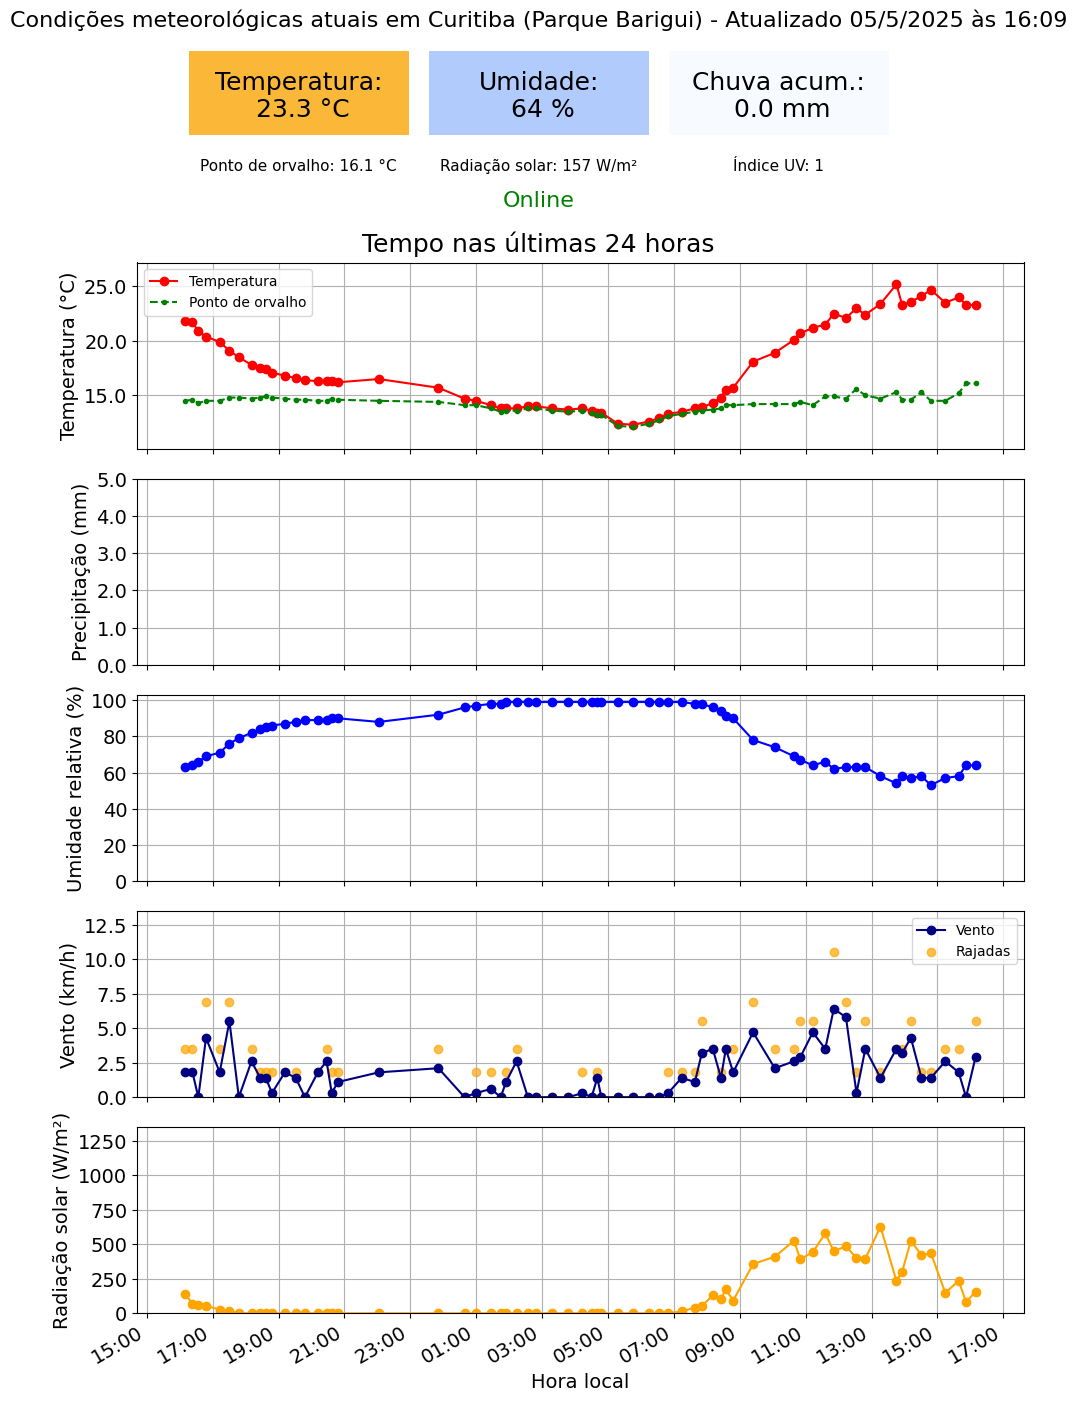 Condições meteorológicas atuais em Curitiba (Parque Barigui) - Atualizado 05/5/2025 às 16:09
Temperatura:
23.3 °C
Umidade:
64 %
Chuva acum.:
0.0 mm
Ponto de orvalho: 16.1 °C
Radiação solar: 157 W/m²
Índice UV: 1
Online
Tempo nas últimas 24 horas
Temperatura (°C)
25.0
20.0
15.0
Temperatura
Ponto de orvalho
Precipitação (mm)
5.0
4.0
3.0
2.0
1.0
0.0
Umidade relativa (%)
100
80
60
40
20
0
Vento (km/h)
12.5
10.0
7.5
5.0
2.5
0.0
Vento
Rajadas
Radiação solar (W/m²)
1250
1000
750
500
250
0
15:00
17:00
19:00
21:00
23:00
01:00
03:00
05:00
07:00
09:00
11:00
13:00
15:00
17:00
Hora local